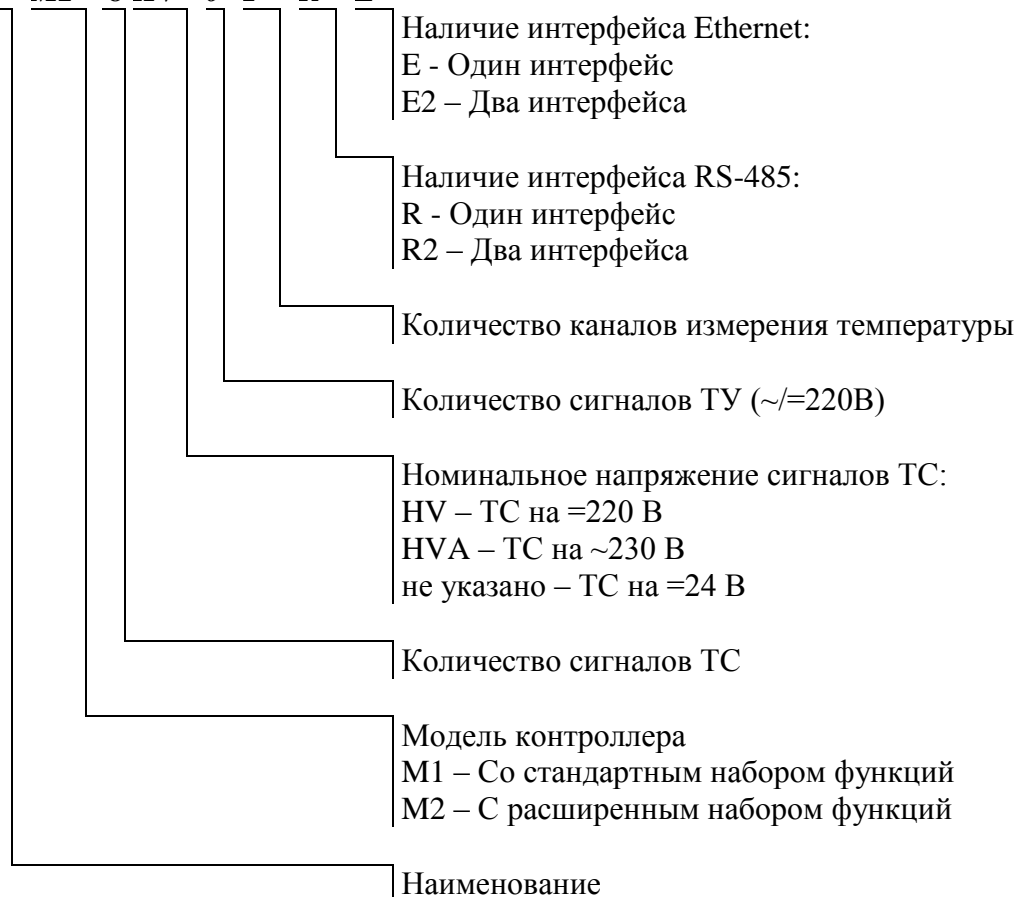 Наличие интерфейса Ethernet:
E - Один интерфейс
E2 – Два интерфейса
Наличие интерфейса RS-485:
R - Один интерфейс
R2 – Два интерфейса
Количество каналов измерения температуры
Количество сигналов ТУ (~/=220В)
Номинальное напряжение сигналов ТС:
HV – ТС на =220 В
HVA – ТС на ~230 В
не указано – ТС на =24 В
Количество сигналов ТС
Модель контроллера
М1 – Со стандартным набором функций
М2 – С расширенным набором функций
Наименование